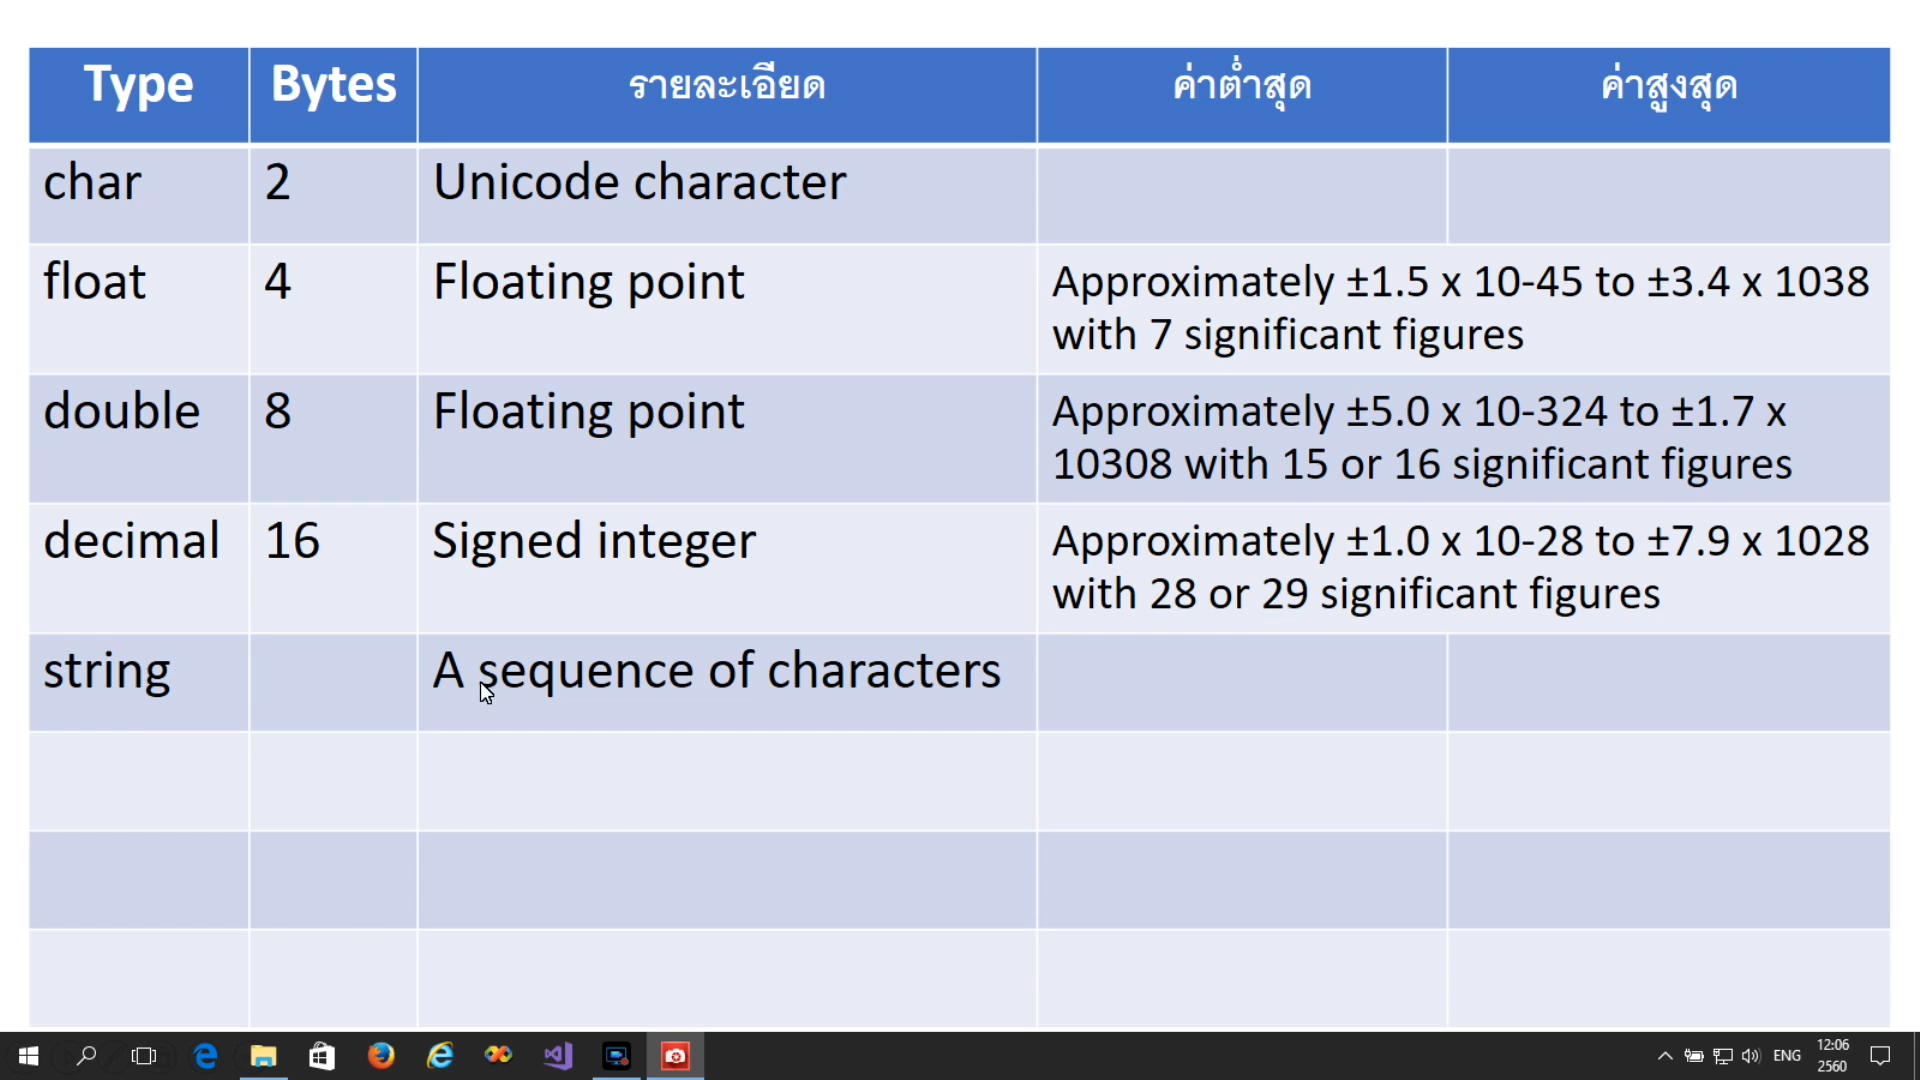 Type Bytes รายละเอียด ค่าต่ำสุด ค่าสูงสุด
char 2 Unicode character
float 4 Floating point Approximately ±1.5 x 10-45 to ±3.4 x 1038
with 7 significant figures
double 8 Floating point Approximately ±5.0 x 10-324 to ±1.7 x
10308 with 15 or 16 significant figures
decimal 16 Signed integer Approximately ±1.0 x 10-28 to ±7.9 x 1028
with 28 or 29 significant figures
string A sequence of characters
ENG 12:06
2560